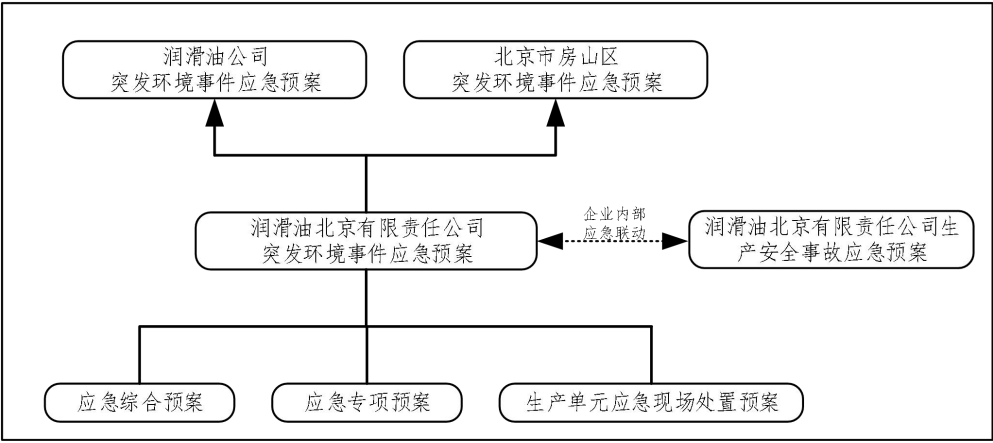 润滑油公司
突发环境事件应急预案
北京市房山区
突发环境事件应急预案
润滑油北京有限责任公司
突发环境事件应急预案
企业内部
应急联动
润滑油北京有限责任公司生
产安全事故应急预案
应急综合预案
应急专项预案
生产单元应急现场处置预案